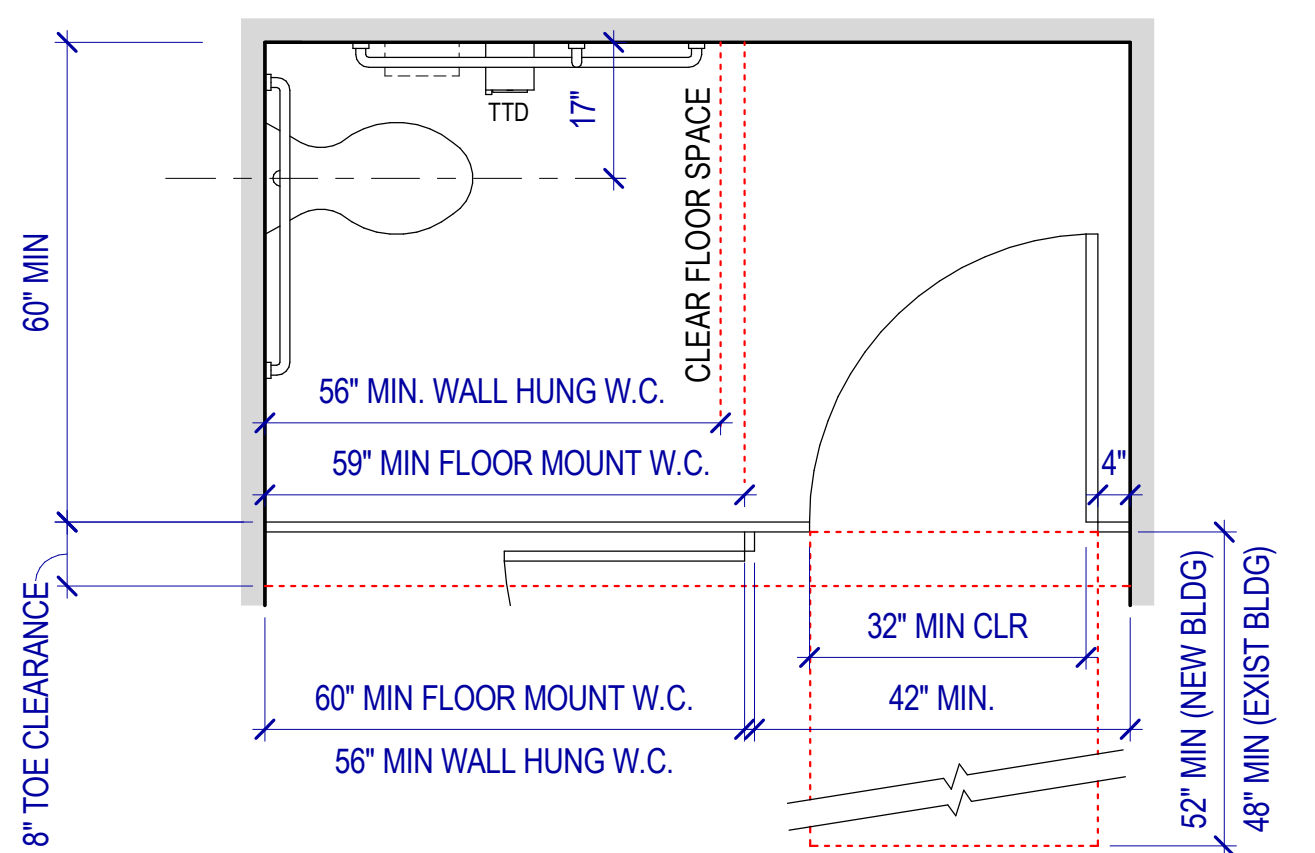 TTD
17"
CLEAR FLOOR SPACE
60" MIN
56" MIN. WALL HUNG W.C.
59" MIN FLOOR MOUNT W.C.
4"
8" TOE CLEARANCE
32" MIN CLR
60" MIN FLOOR MOUNT W.C.
42" MIN.
56" MIN WALL HUNG W.C.
52" MIN (NEW BLDG)
48" MIN (EXIST BLDG)